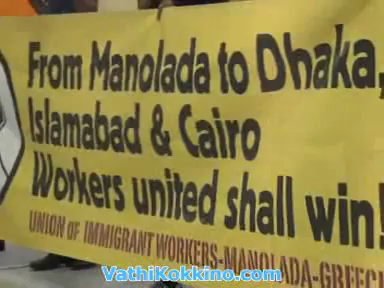 From Manolada to Dhaka,
Islamabad & Cairo
Workers united shall win!
UNION OF IMMIGRANT WORKERS-MANOLADA-GREECE
VathiKokkino.com